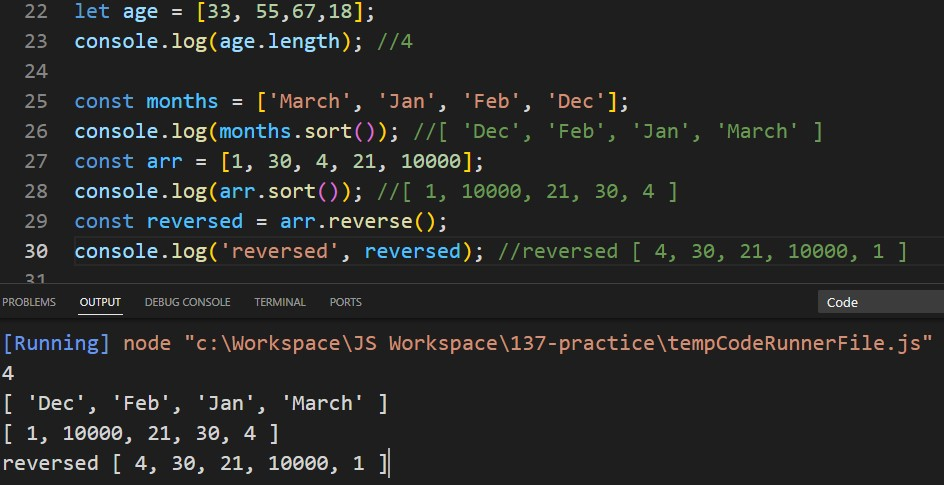 22 let age = [33, 55,67,18];
23 console.log(age.length); //4
24
25 const months = ['March', 'Jan', 'Feb', 'Dec'];
26 console.log(months.sort()); //[ 'Dec', 'Feb', 'Jan', 'March' ]
27 const arr = [1, 30, 4, 21, 10000];
28 console.log(arr.sort()); //[ 1, 10000, 21, 30, 4 ]
29 const reversed = arr.reverse();
30 console.log('reversed', reversed); //reversed [ 4, 30, 21, 10000, 1 ]
31
PROBLEMS OUTPUT DEBUG CONSOLE TERMINAL PORTS Code
[Running] node "c:\Workspace\JS Workspace\137-practice\tempCodeRunnerFile.js"
4
[ 'Dec', 'Feb', 'Jan', 'March' ]
[ 1, 10000, 21, 30, 4 ]
reversed [ 4, 30, 21, 10000, 1 ]